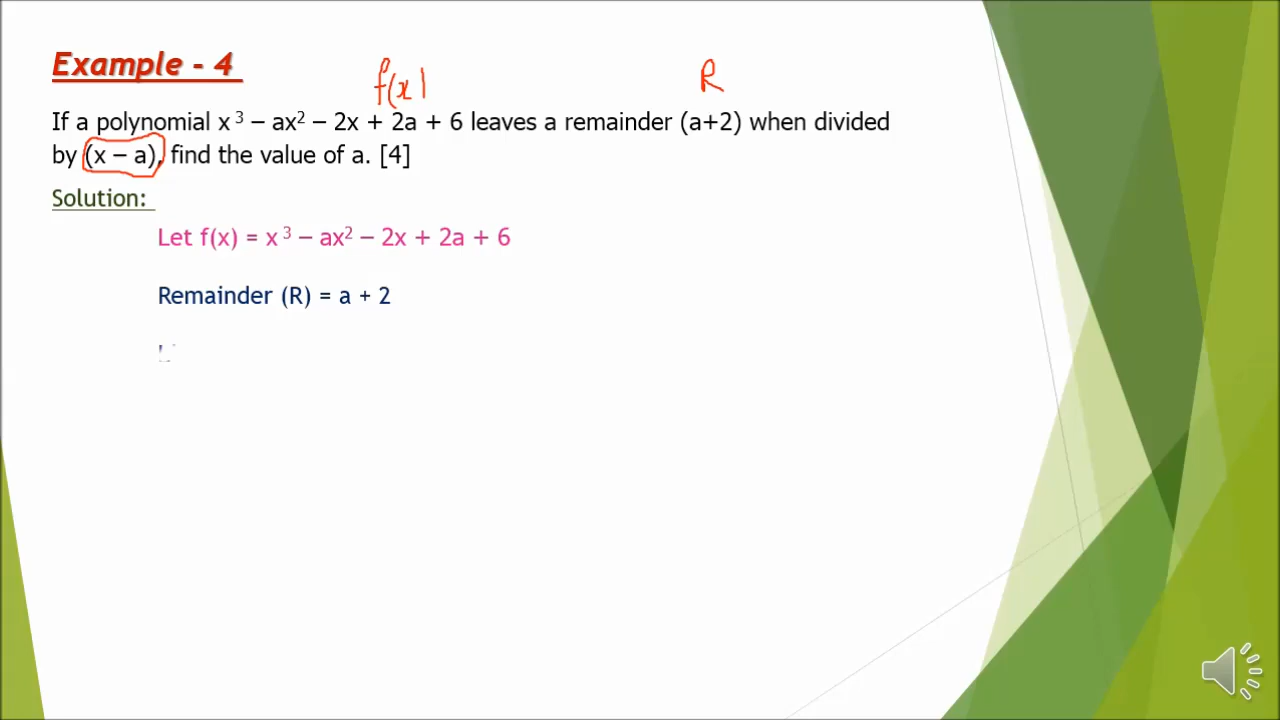 Example - 4
f(x)
R
If a polynomial x³ – ax² – 2x + 2a + 6 leaves a remainder (a+2) when divided
by (x – a), find the value of a. [4]
Solution:
Let f(x) = x³ – ax² – 2x + 2a + 6
Remainder (R) = a + 2